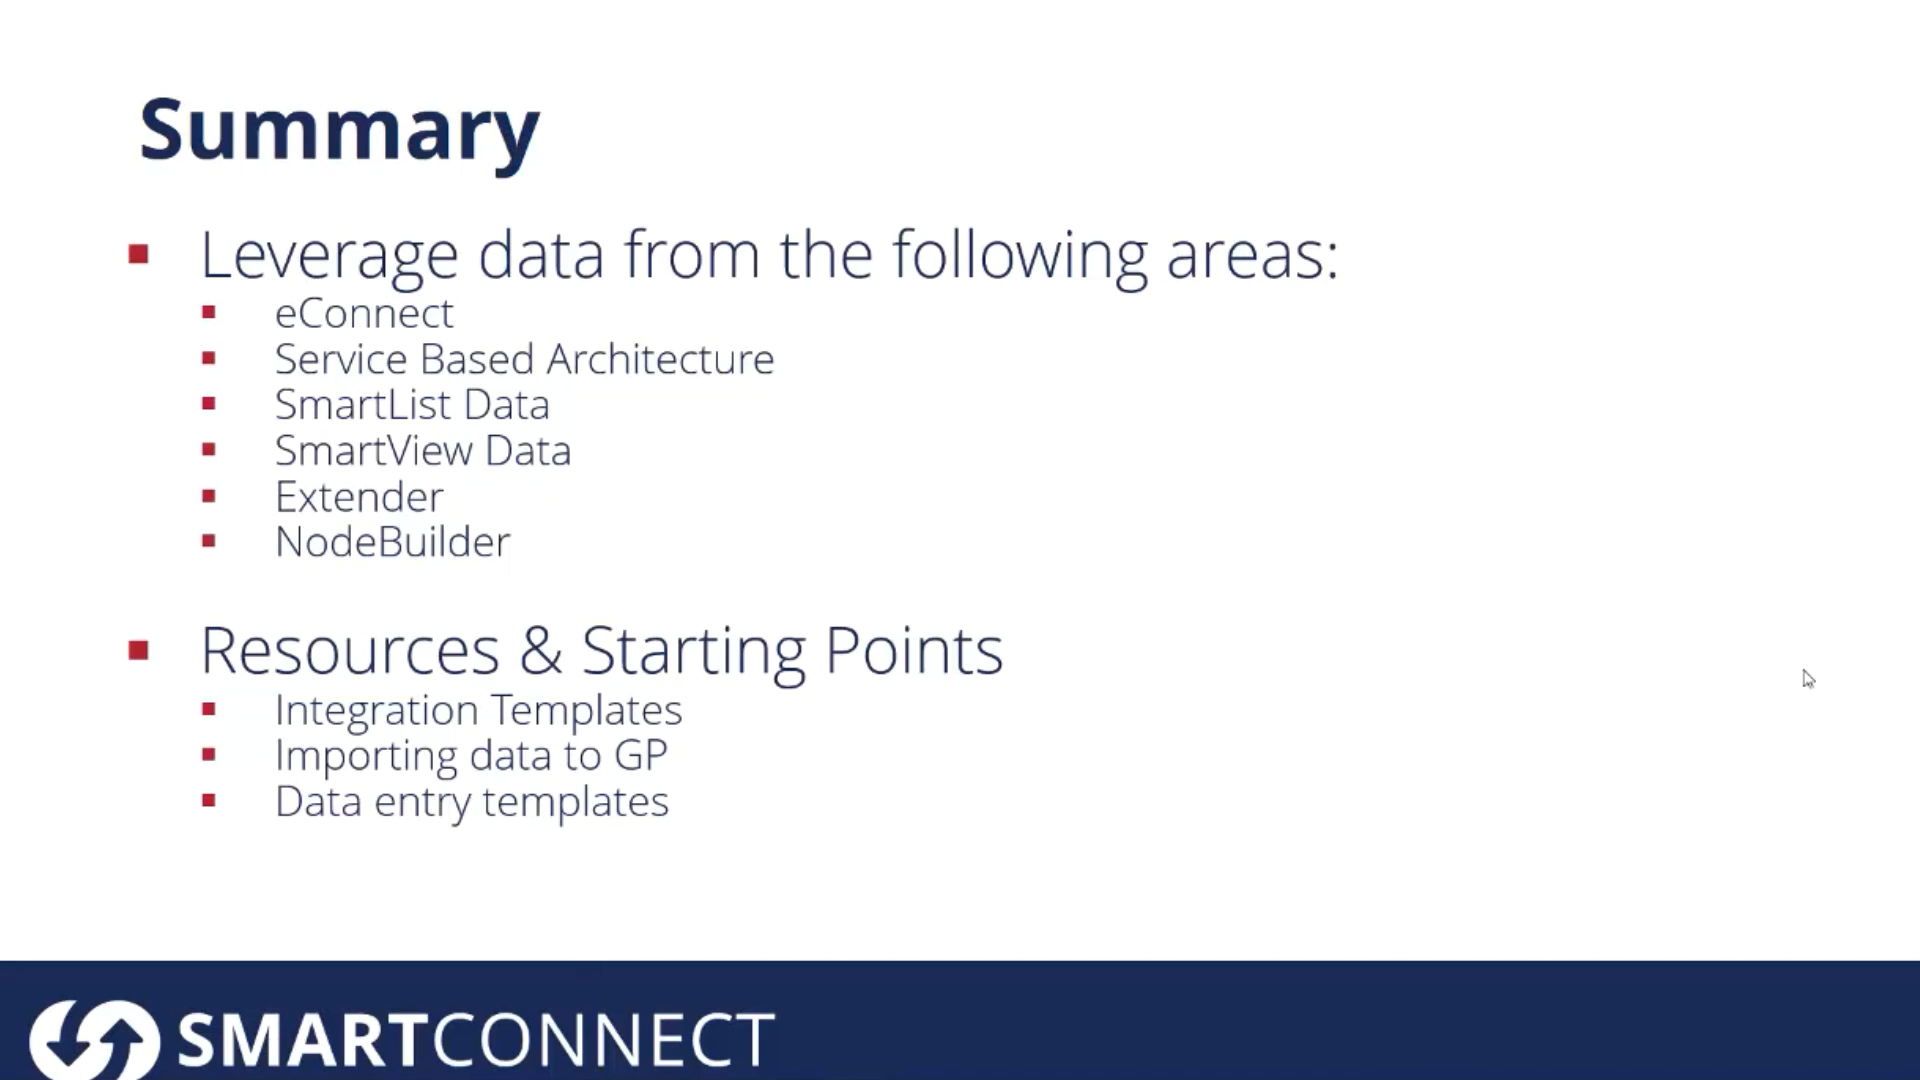 Summary
Leverage data from the following areas:
eConnect
Service Based Architecture
SmartList Data
SmartView Data
Extender
NodeBuilder
Resources & Starting Points
Integration Templates
Importing data to GP
Data entry templates
SMARTCONNECT